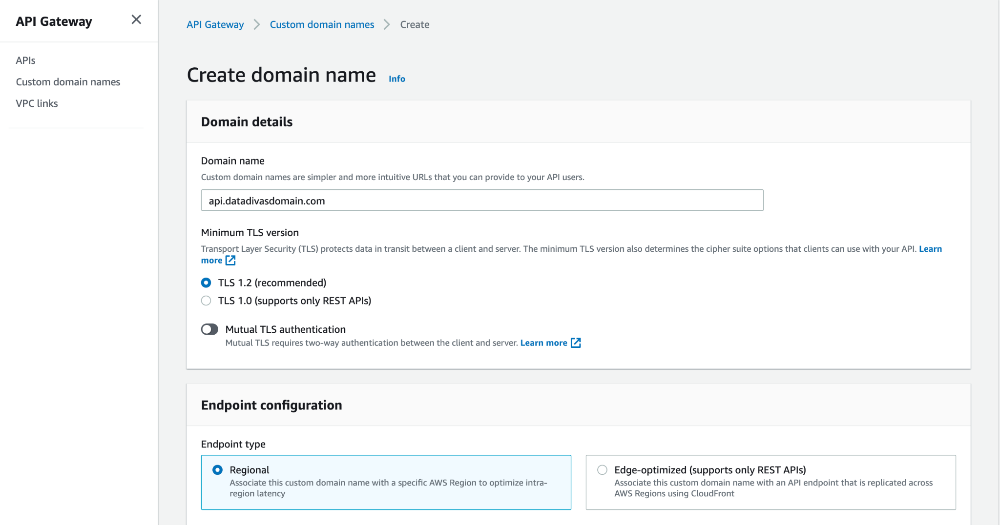 API Gateway
APIs
Custom domain names
VPC links
API Gateway > Custom domain names > Create
Create domain name Info
Domain details
Domain name
Custom domain names are simpler and more intuitive URLs that you can provide to your API users.
api.datadivasdomain.com
Minimum TLS version
Transport Layer Security (TLS) protects data in transit between a client and server. The minimum TLS version also determines the cipher suite options that clients can use with your API. Learn
more
TLS 1.2 (recommended)
TLS 1.0 (supports only REST APIs)
Mutual TLS authentication
Mutual TLS requires two-way authentication between the client and server. Learn more
Endpoint configuration
Endpoint type
Regional
Associate this custom domain name with a specific AWS Region to optimize intra-
region latency
Edge-optimized (supports only REST APIs)
Associate this custom domain name with an API endpoint that is replicated across
AWS Regions using CloudFront